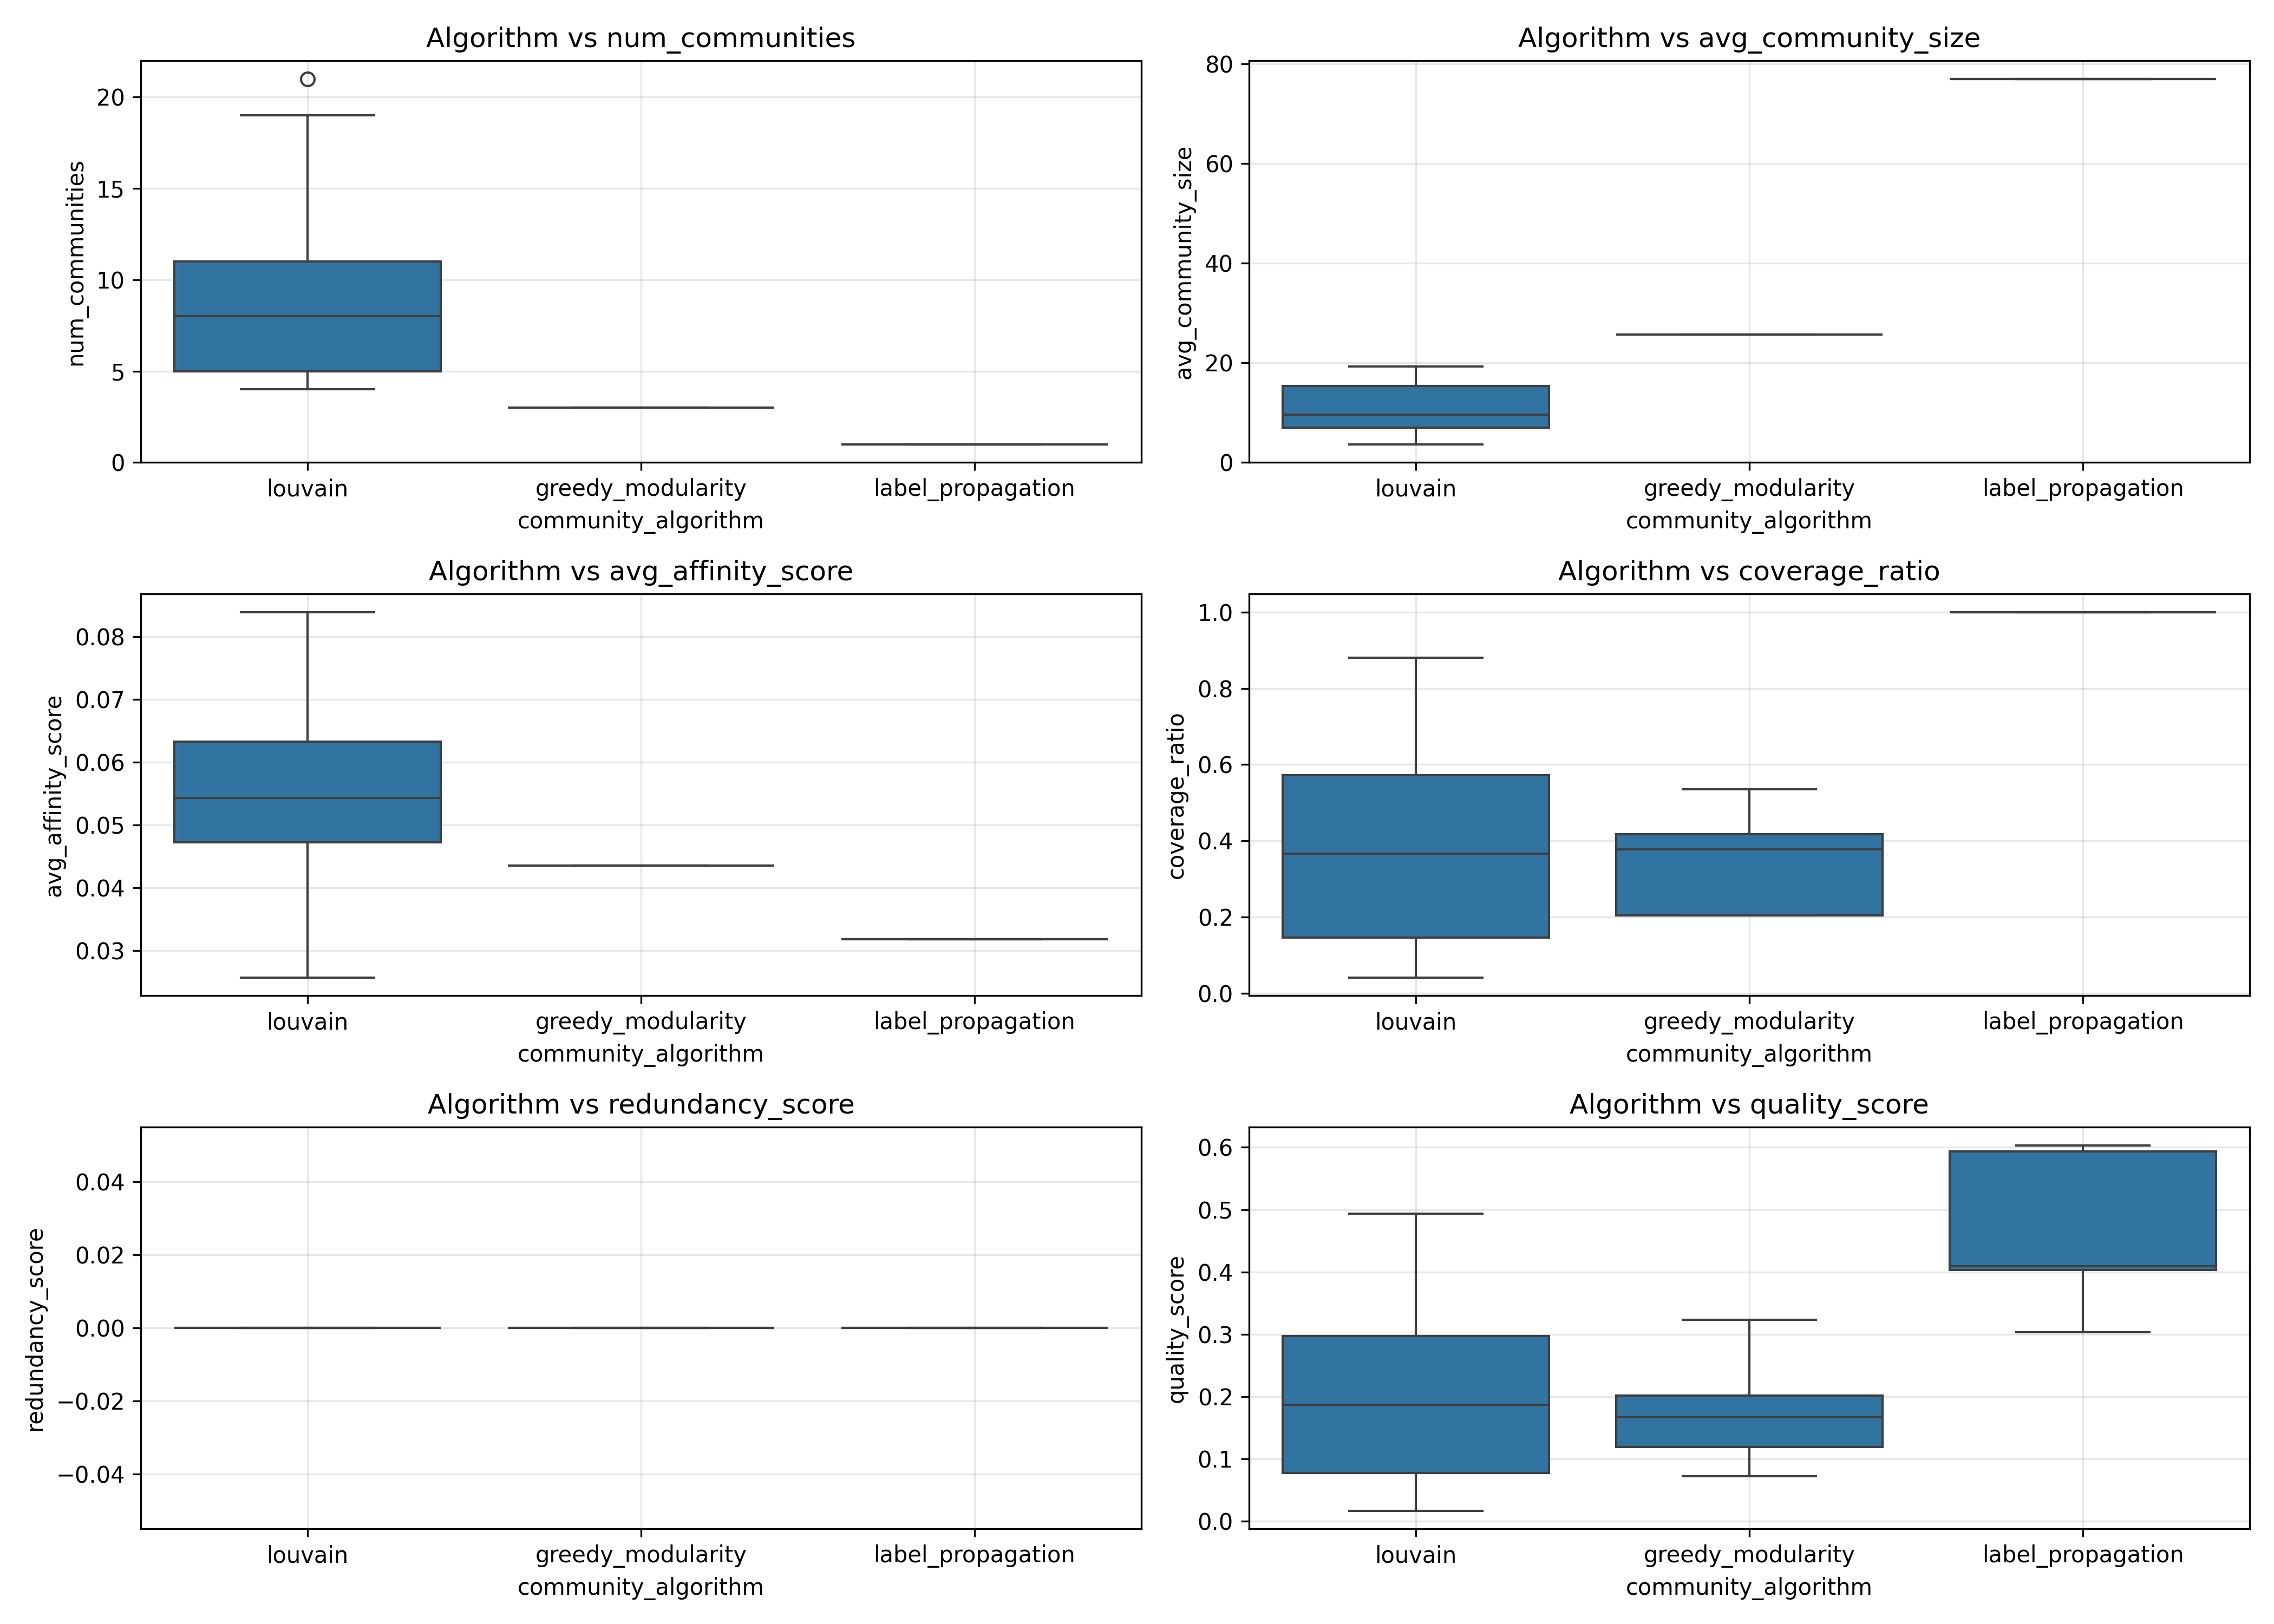 Algorithm vs num_communities
num_communities
20
15
10
5
0
louvain
greedy_modularity
label_propagation
community_algorithm
Algorithm vs avg_community_size
avg_community_size
80
60
40
20
0
louvain
greedy_modularity
label_propagation
community_algorithm
Algorithm vs avg_affinity_score
avg_affinity_score
0.08
0.07
0.06
0.05
0.04
0.03
louvain
greedy_modularity
label_propagation
community_algorithm
Algorithm vs coverage_ratio
coverage_ratio
1.0
0.8
0.6
0.4
0.2
0.0
louvain
greedy_modularity
label_propagation
community_algorithm
Algorithm vs redundancy_score
redundancy_score
0.04
0.02
0.00
−0.02
−0.04
louvain
greedy_modularity
label_propagation
community_algorithm
Algorithm vs quality_score
quality_score
0.6
0.5
0.4
0.3
0.2
0.1
0.0
louvain
greedy_modularity
label_propagation
community_algorithm